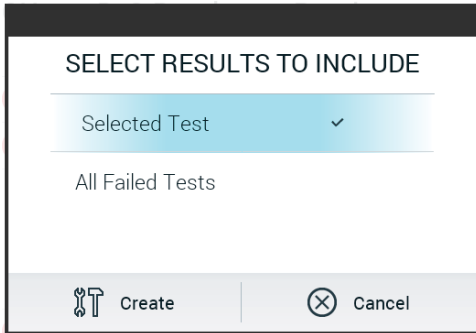 SELECT RESULTS TO INCLUDE
Selected Test
All Failed Tests
Create Cancel